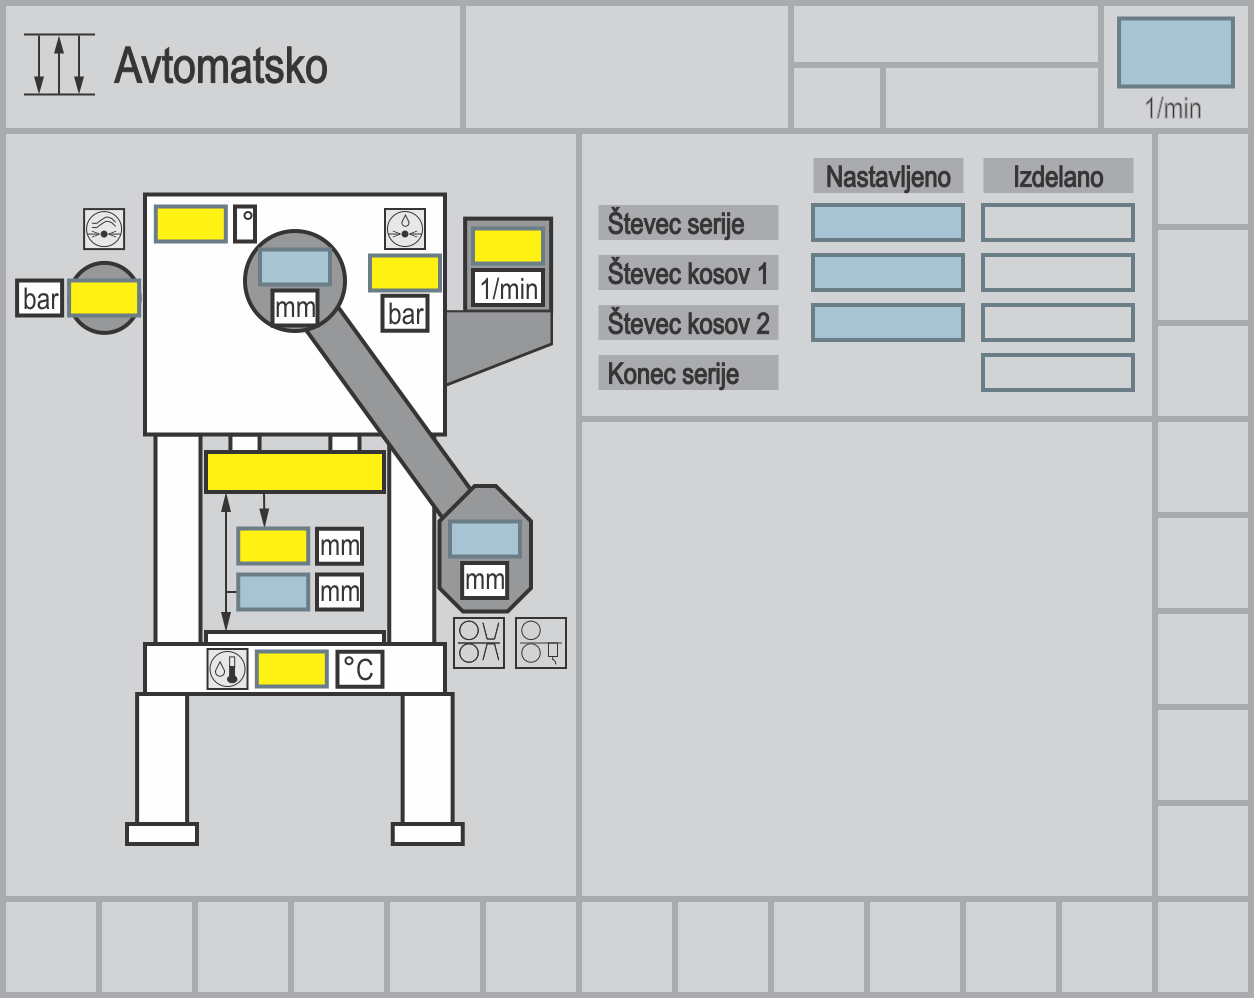 Avtomatsko
1/min
Nastavljeno Izdelano
Števec serije
Števec kosov 1
Števec kosov 2
Konec serije
°
bar
mm
bar
1/min
mm
mm
mm
°C